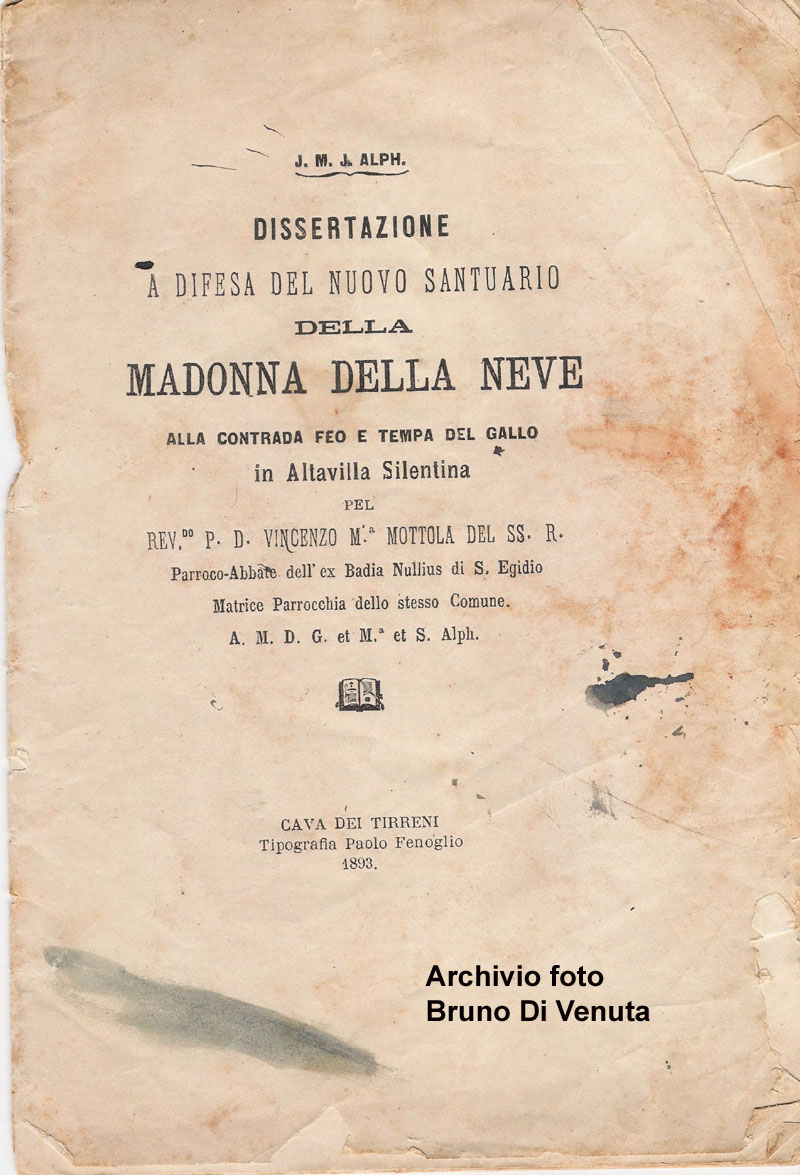 J. M. J. ALPH.
DISSERTAZIONE
A DIFESA DEL NUOVO SANTUARIO
DELLA
MADONNA DELLA NEVE
ALLA CONTRADA FEO E TEMPA DEL GALLO
in Altavilla Silentina
PEL
REV.DO P. D. VINCENZO M.ª MOTTOLA DEL SS. R.
Parroco-Abbate dell' ex Badia Nullius di S. Egidio
Matrice Parrocchia dello stesso Comune.
A. M. D. G. et M.ª et S. Alph.
CAVA DEI TIRRENI
Tipografia Paolo Fenoglio
1893.
Archivio foto
Bruno Di Venuta